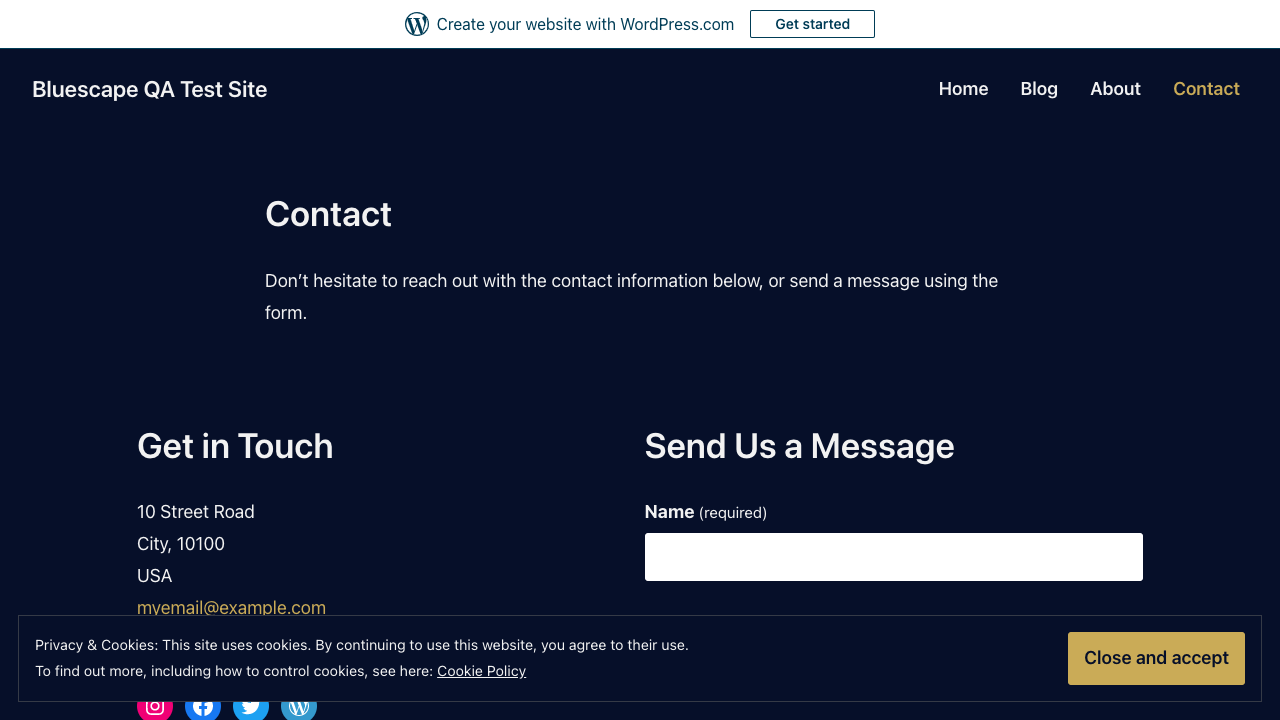 Create your website with WordPress.com
Get started
Bluescape QA Test Site
Home
Blog
About
Contact
Contact
Don’t hesitate to reach out with the contact information below, or send a message using the
form.
Get in Touch
10 Street Road
City, 10100
USA
myemail@example.com
Send Us a Message
Name (required)
Privacy & Cookies: This site uses cookies. By continuing to use this website, you agree to their use.
To find out more, including how to control cookies, see here: Cookie Policy
Close and accept